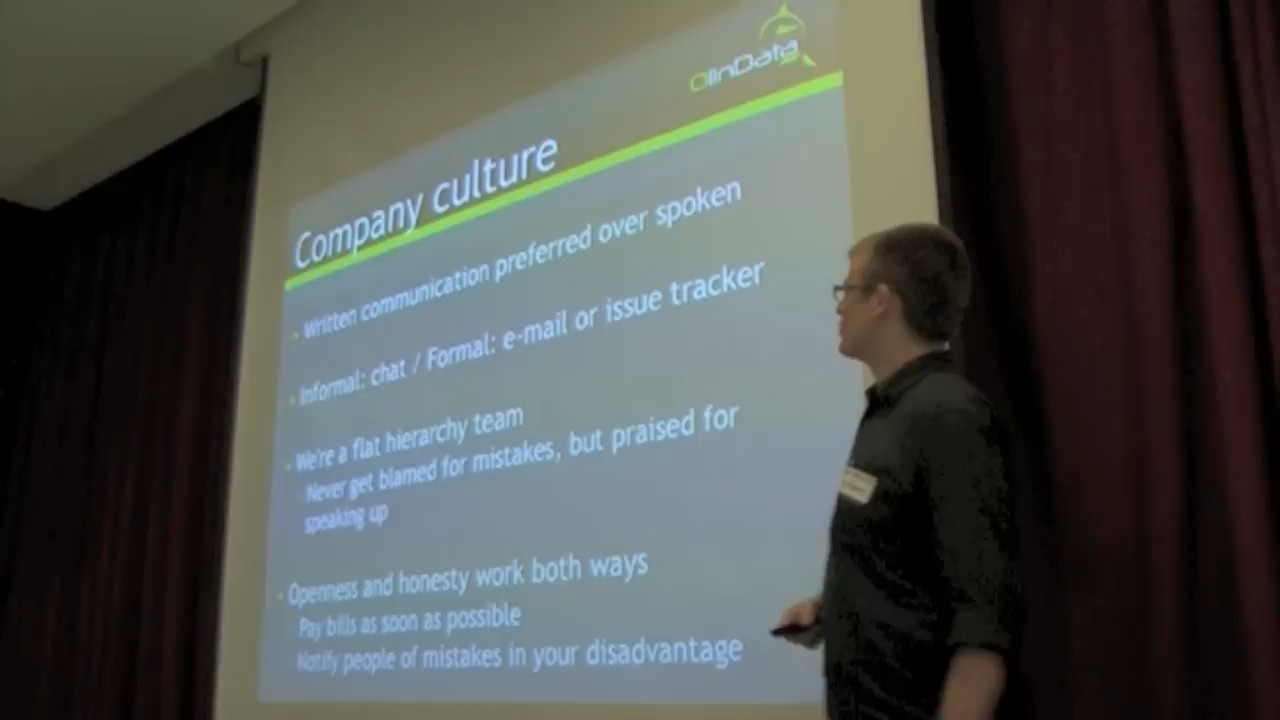 OlinData
Company culture
Written communication preferred over spoken
Informal: chat / Formal: e-mail or issue tracker
We're a flat hierarchy team
Never get blamed for mistakes, but praised for
speaking up
Openness and honesty work both ways
Pay bills as soon as possible
Notify people of mistakes in your disadvantage